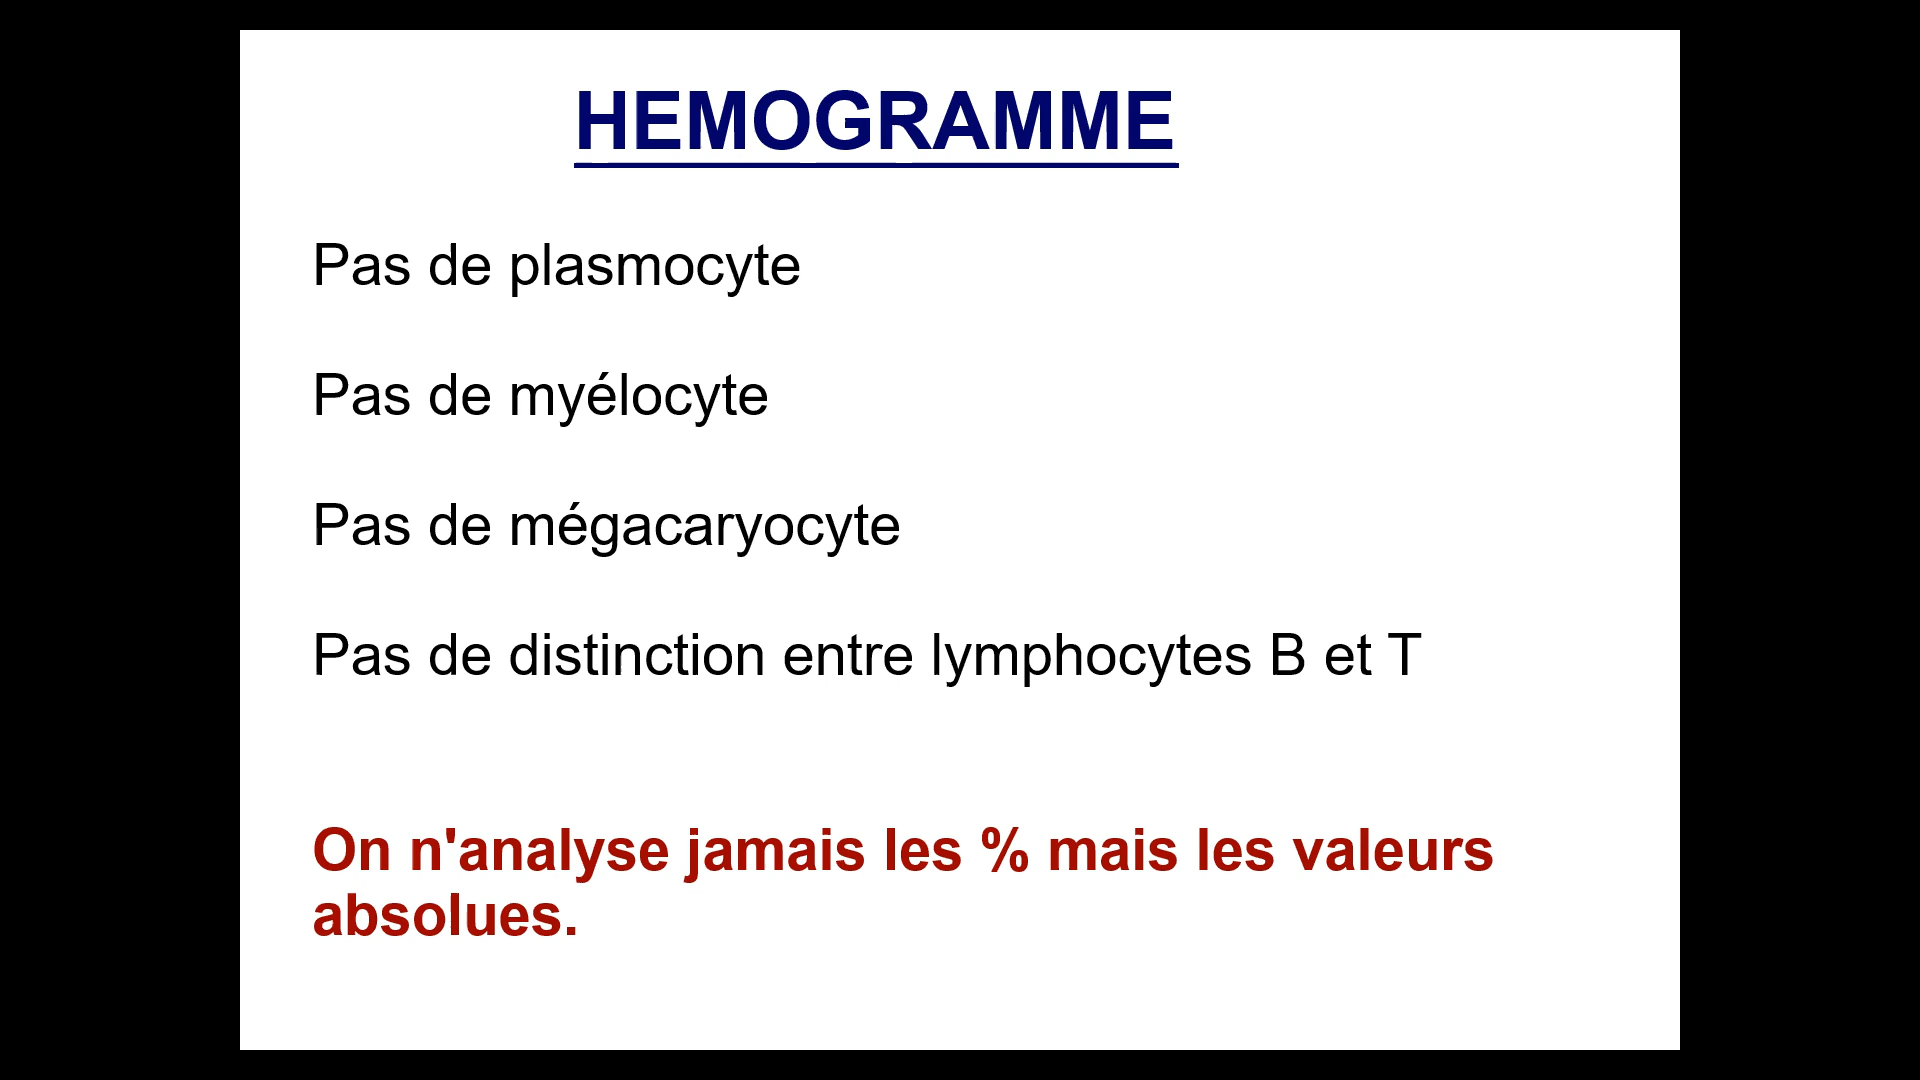 HEMOGRAMME
Pas de plasmocyte
Pas de myélocyte
Pas de mégacaryocyte
Pas de distinction entre lymphocytes B et T
On n'analyse jamais les % mais les valeurs
absolues.